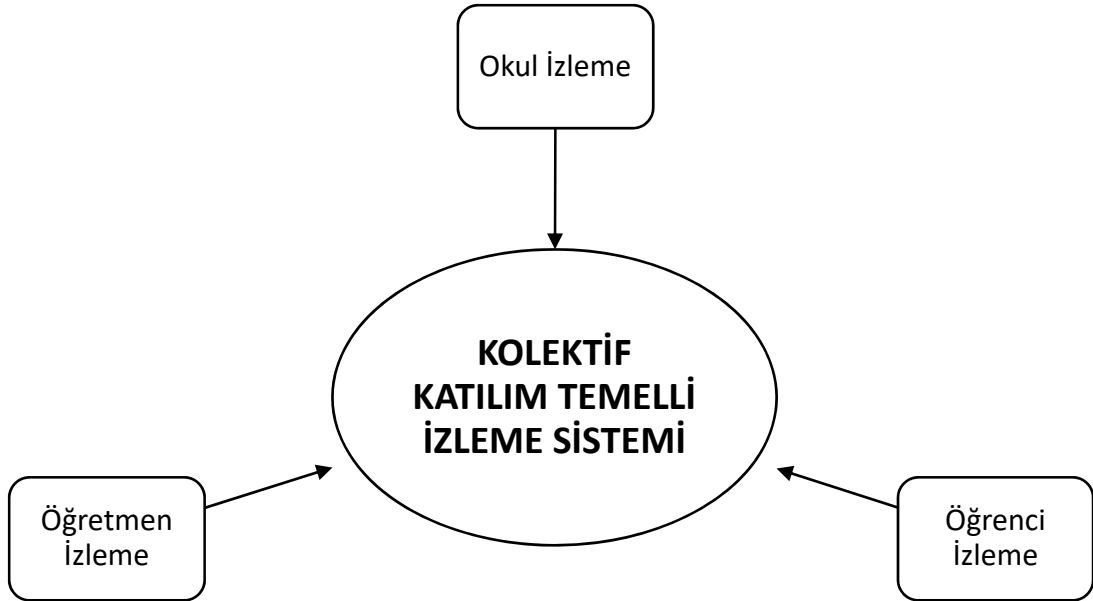 Okul İzleme
KOLEKTİF
KATILIM TEMELLİ
İZLEME SİSTEMİ
Öğretmen
İzleme
Öğrenci
İzleme